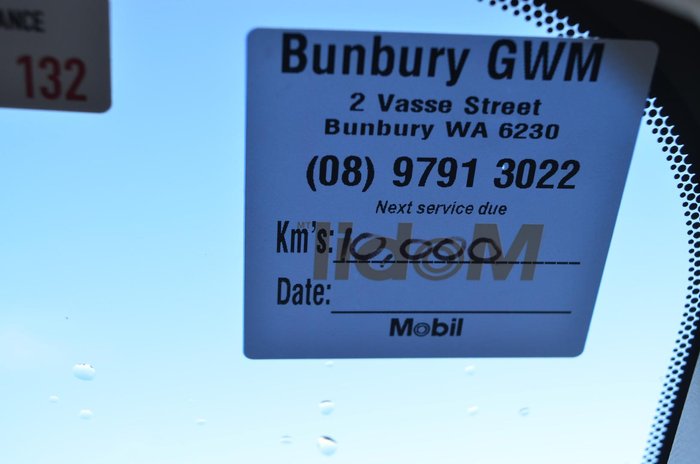 ANCE
132
Bunbury GWM
2 Vasse Street
Bunbury WA 6230
(08) 9791 3022
Next service due
Km's: 10,000
Mobil
Date:
Mobil